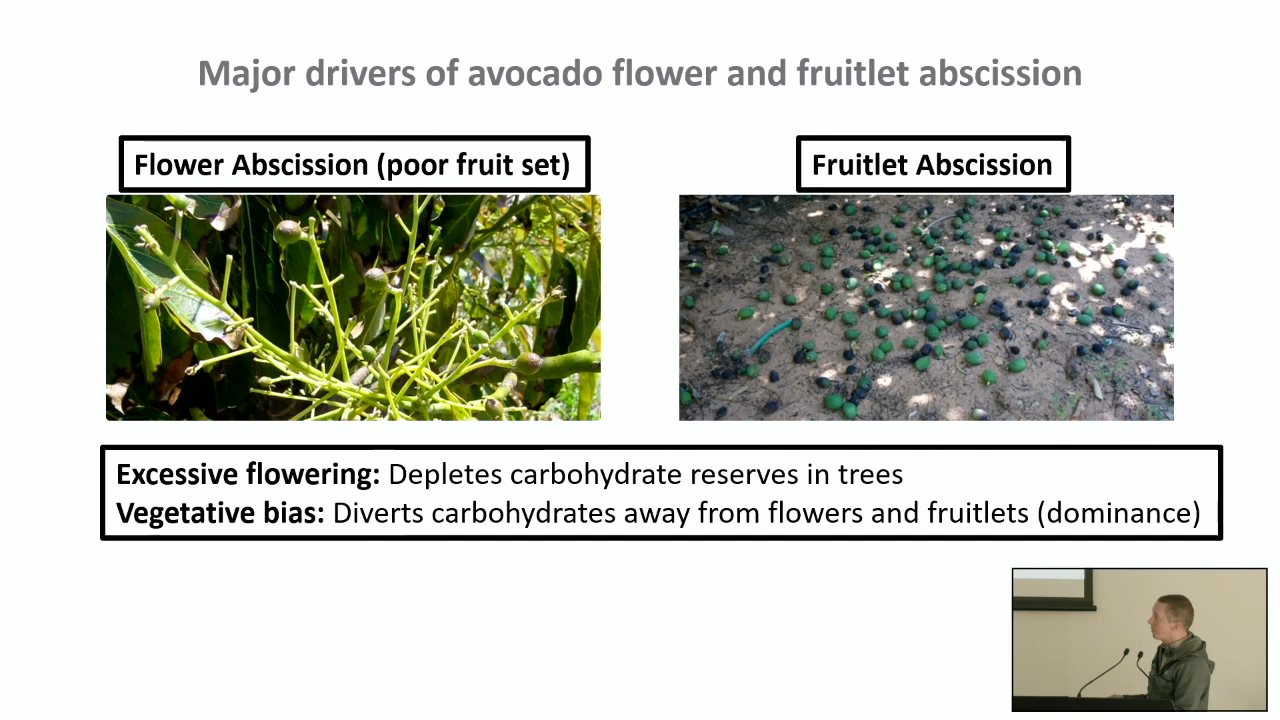 Major drivers of avocado flower and fruitlet abscission
Flower Abscission (poor fruit set)
Fruitlet Abscission
Excessive flowering: Depletes carbohydrate reserves in trees
Vegetative bias: Diverts carbohydrates away from flowers and fruitlets (dominance)